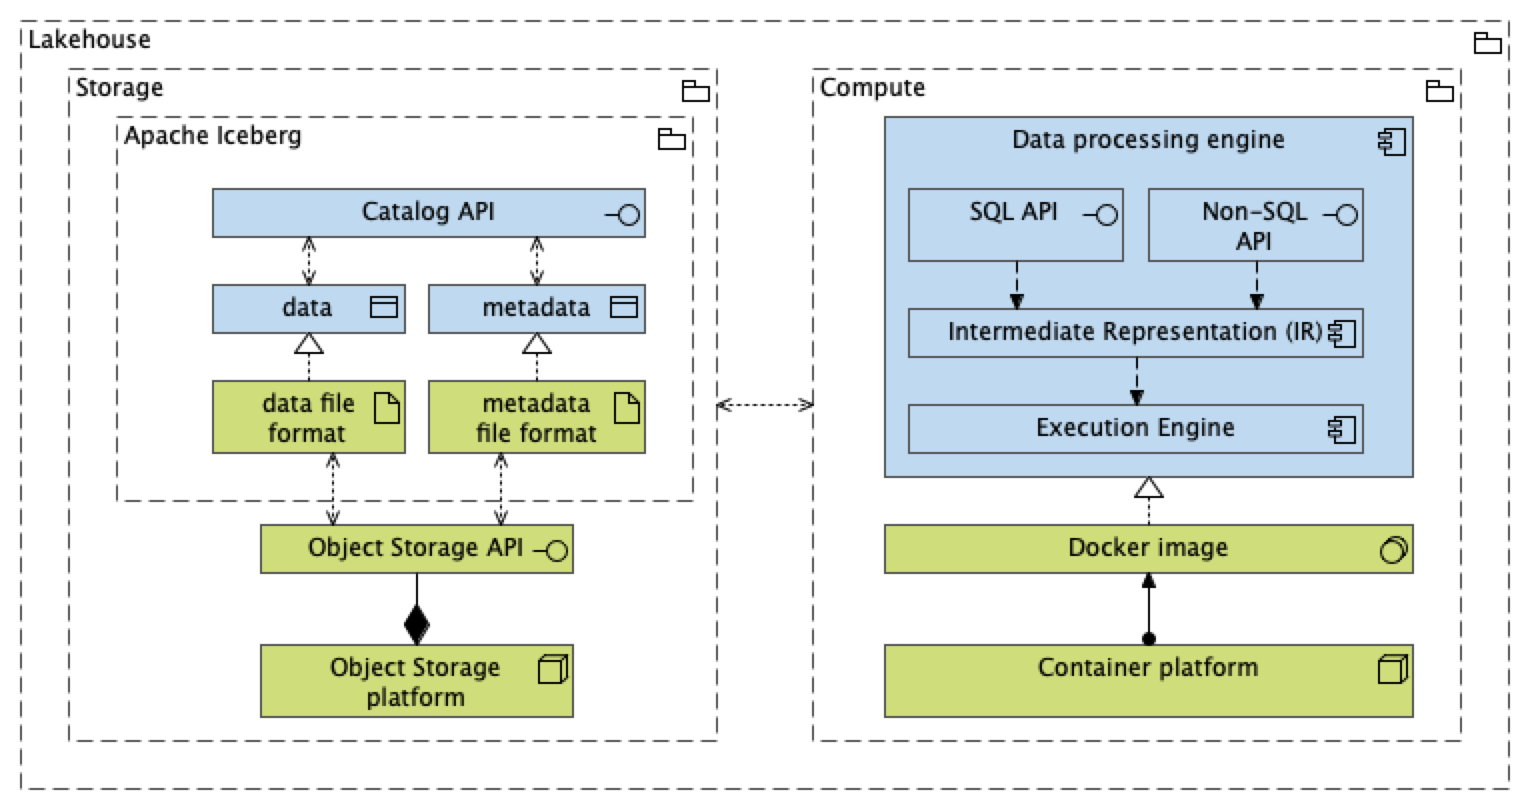 Lakehouse
Storage
Apache Iceberg
Catalog API
data
metadata
data file
format
metadata
file format
Object Storage API
Object Storage
platform
Compute
Data processing engine
SQL API
Non-SQL
API
Intermediate Representation (IR)
Execution Engine
Docker image
Container platform